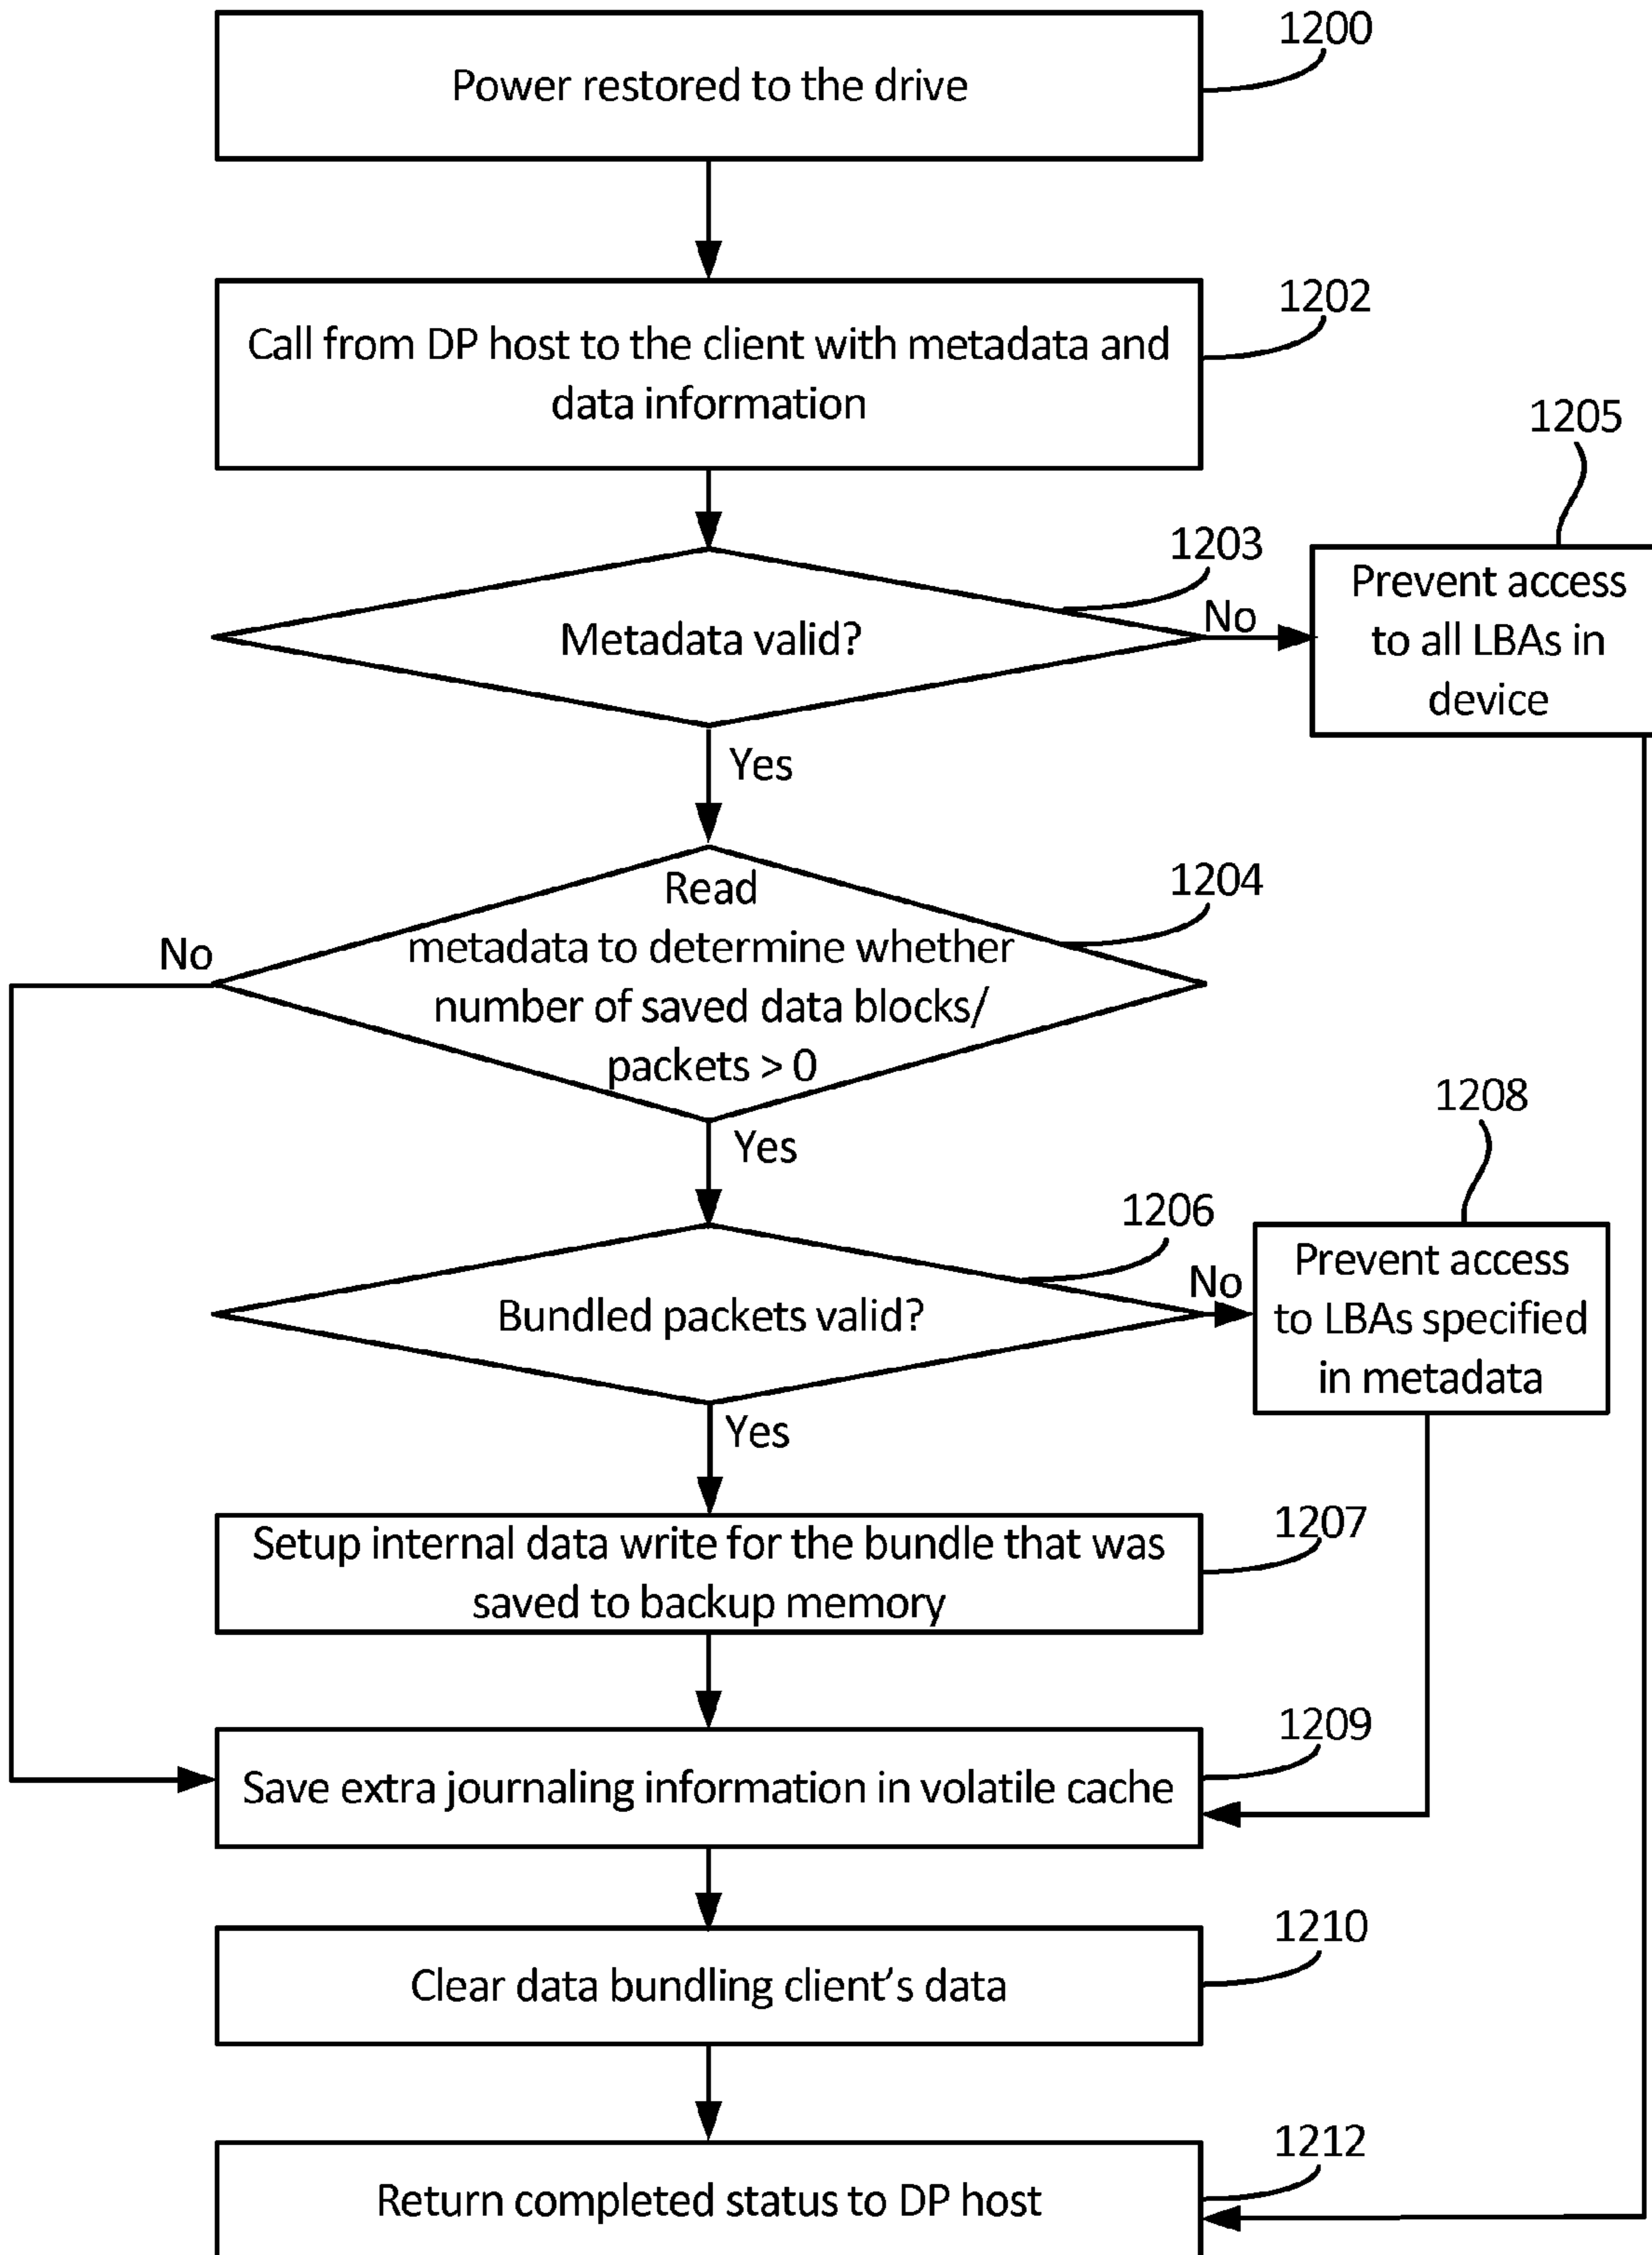 1200
Power restored to the drive
1202
Call from DP host to the client with metadata and
data information
1205
1203
Prevent access
to all LBAs in
device
No
Metadata valid?
Yes
1204
Read
metadata to determine whether
number of saved data blocks/
packets > 0
No
Yes
1208
1206
Prevent access
to LBAs specified
in metadata
No
Bundled packets valid?
Yes
1207
Setup internal data write for the bundle that was
saved to backup memory
1209
Save extra journaling information in volatile cache
1210
Clear data bundling client's data
1212
Return completed status to DP host